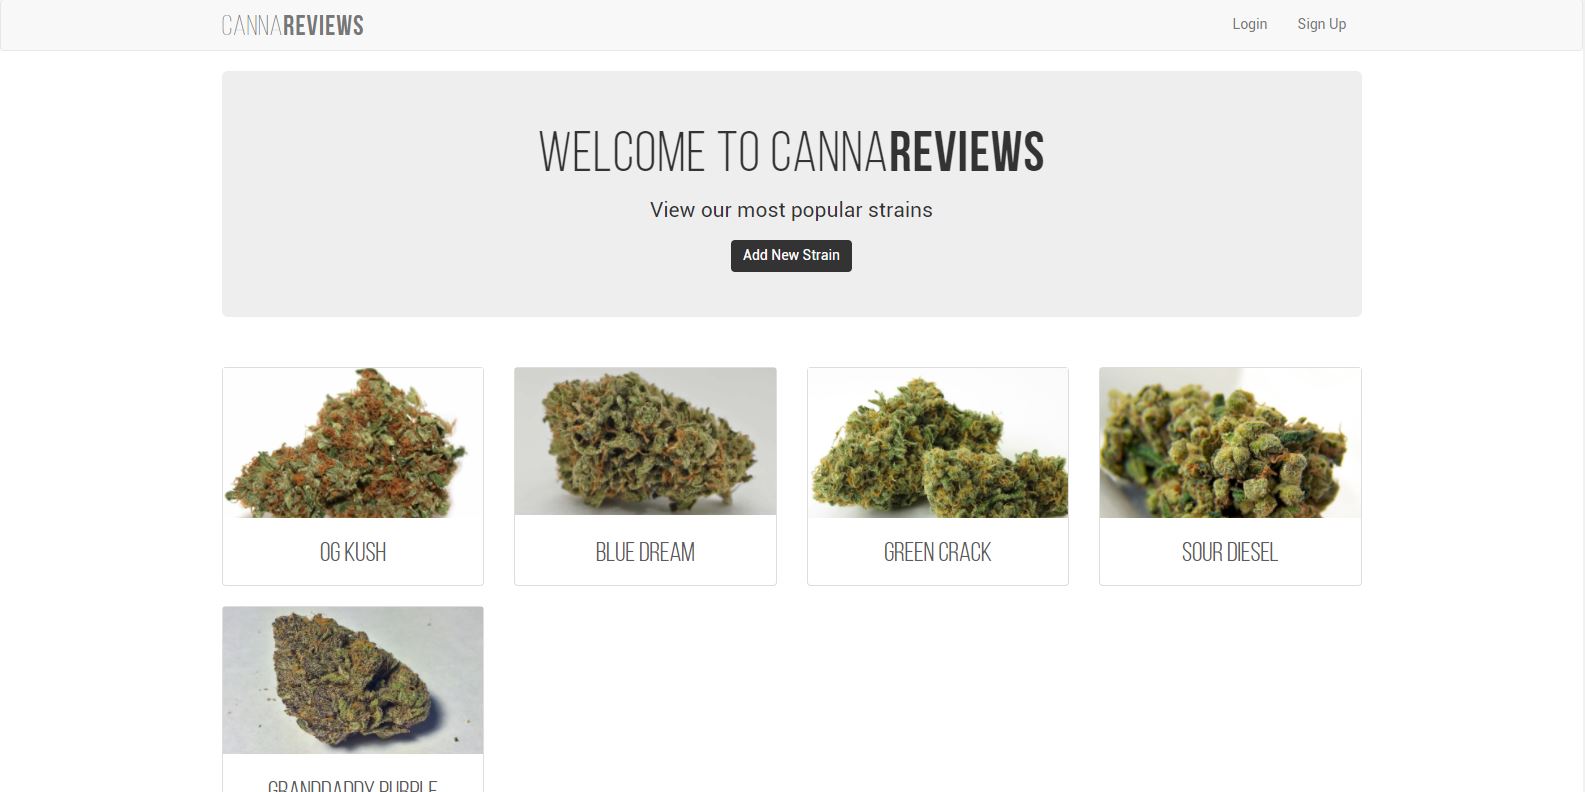 CANNAREVIEWS
Login Sign Up
WELCOME TO CANNAREVIEWS
View our most popular strains
Add New Strain
OG KUSH
BLUE DREAM
GREEN CRACK
SOUR DIESEL
GRANDDADDY PURPLE